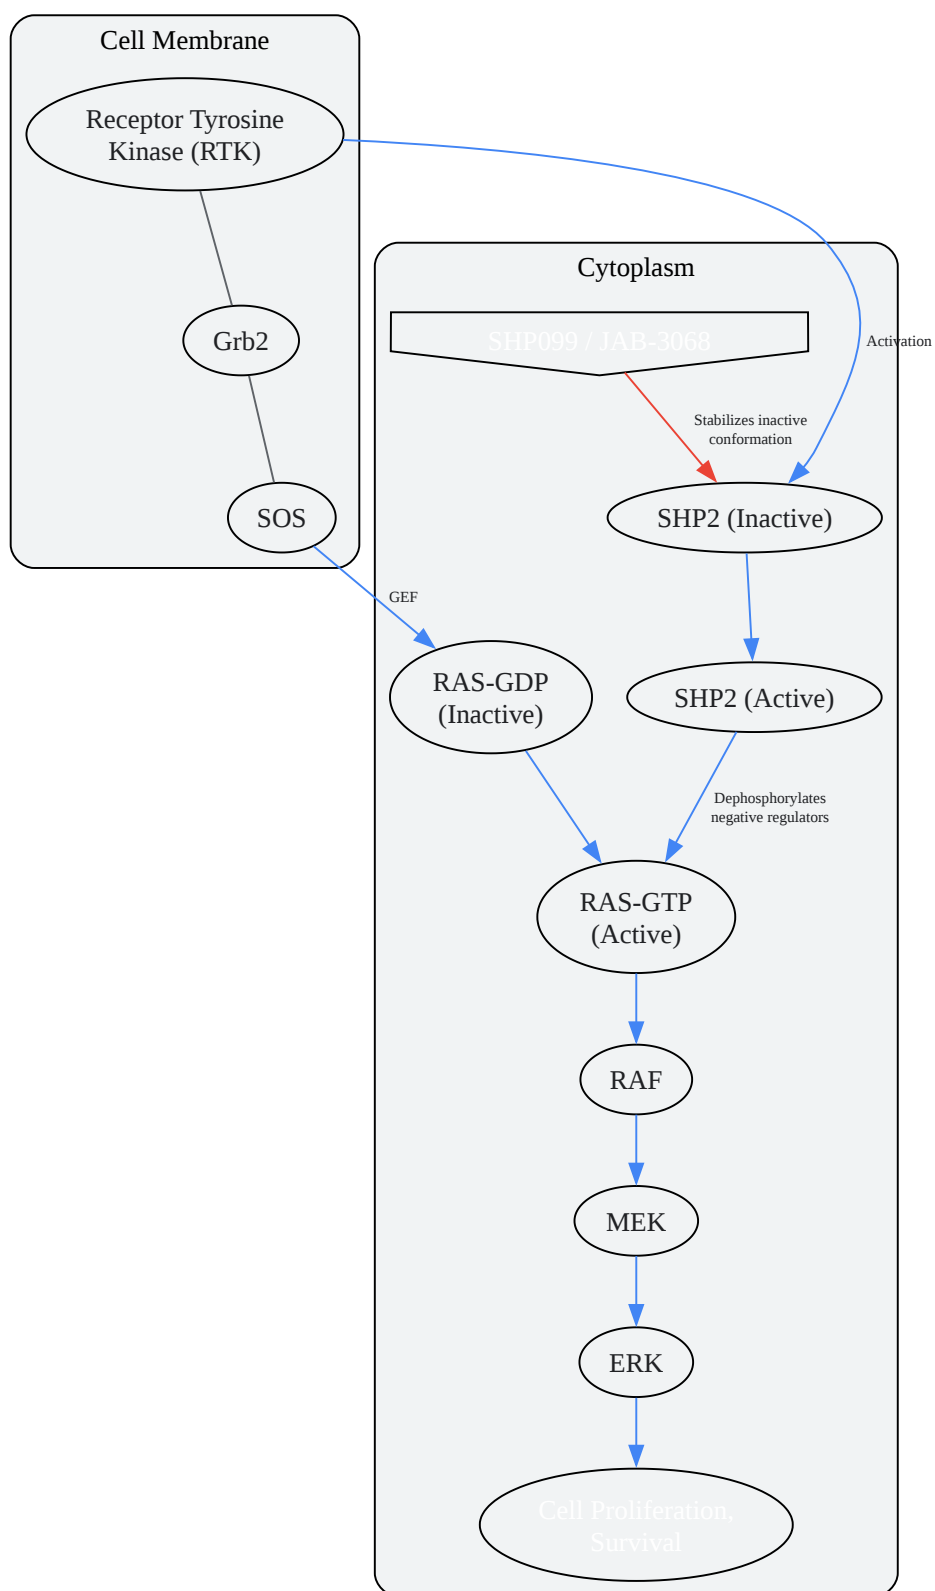 Cell Membrane
Receptor Tyrosine
Kinase (RTK)
Grb2
SOS
Cytoplasm
SHP099 / JAB-3068
Activation
Stabilizes inactive
conformation
SHP2 (Inactive)
GEF
RAS-GDP
(Inactive)
SHP2 (Active)
Dephosphorylates
negative regulators
RAS-GTP
(Active)
RAF
MEK
ERK
Cell Proliferation,
Survival